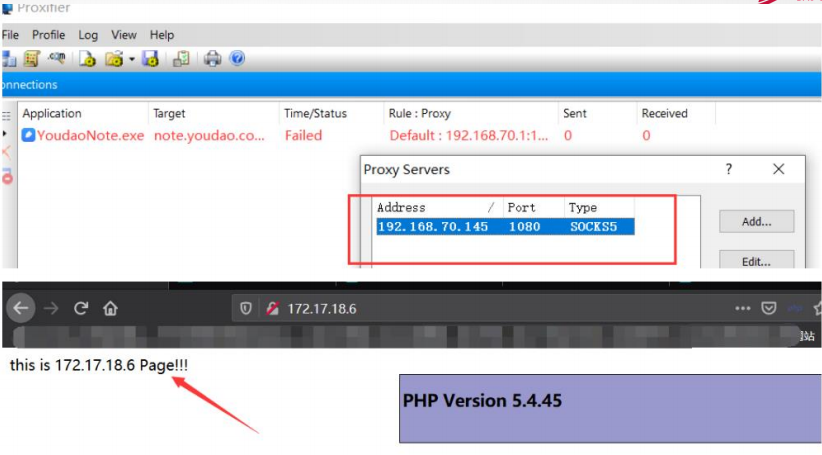 Proxifier
File Profile Log View Help
onnections
Application Target Time/Status Rule : Proxy Sent Received
YoudaoNote.exe note.youdao.co... Failed Default : 192.168.70.1:1... 0 0
Proxy Servers ? ×
Address / Port Type
192.168.70.145 1080 SOCKS5
Add...
Edit...
172.17.18.6
站
this is 172.17.18.6 Page!!!
PHP Version 5.4.45